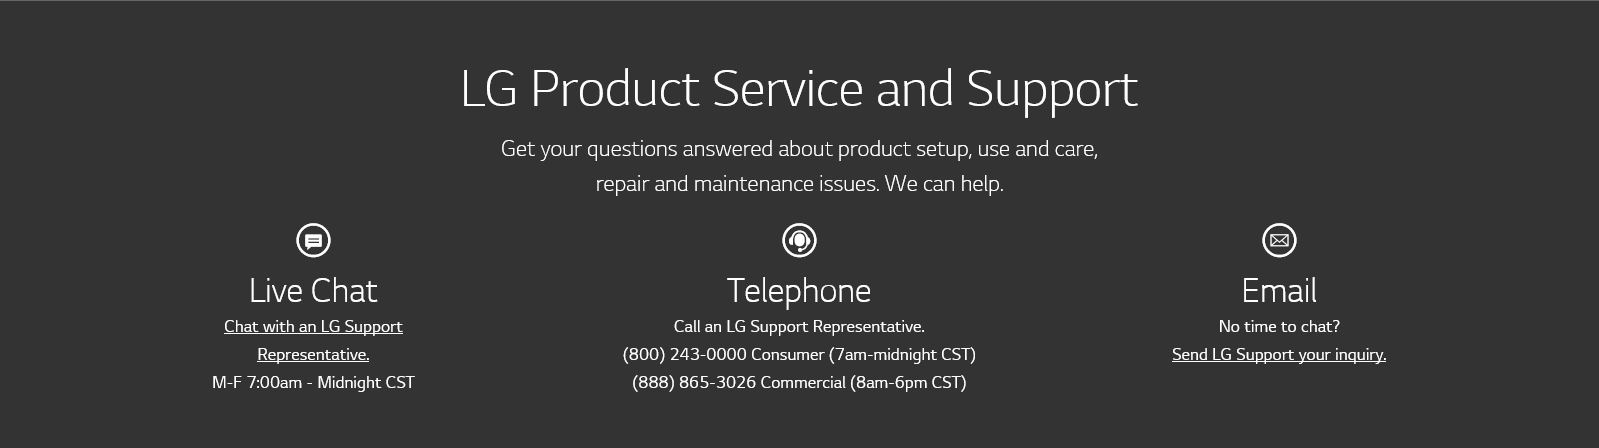 LG Product Service and Support
Get your questions answered about product setup, use and care,
repair and maintenance issues. We can help.
Live Chat
Chat with an LG Support
Representative.
M-F 7:00am - Midnight CST
Telephone
Call an LG Support Representative.
(800) 243-0000 Consumer (7am-midnight CST)
(888) 865-3026 Commercial (8am-6pm CST)
Email
No time to chat?
Send LG Support your inquiry.